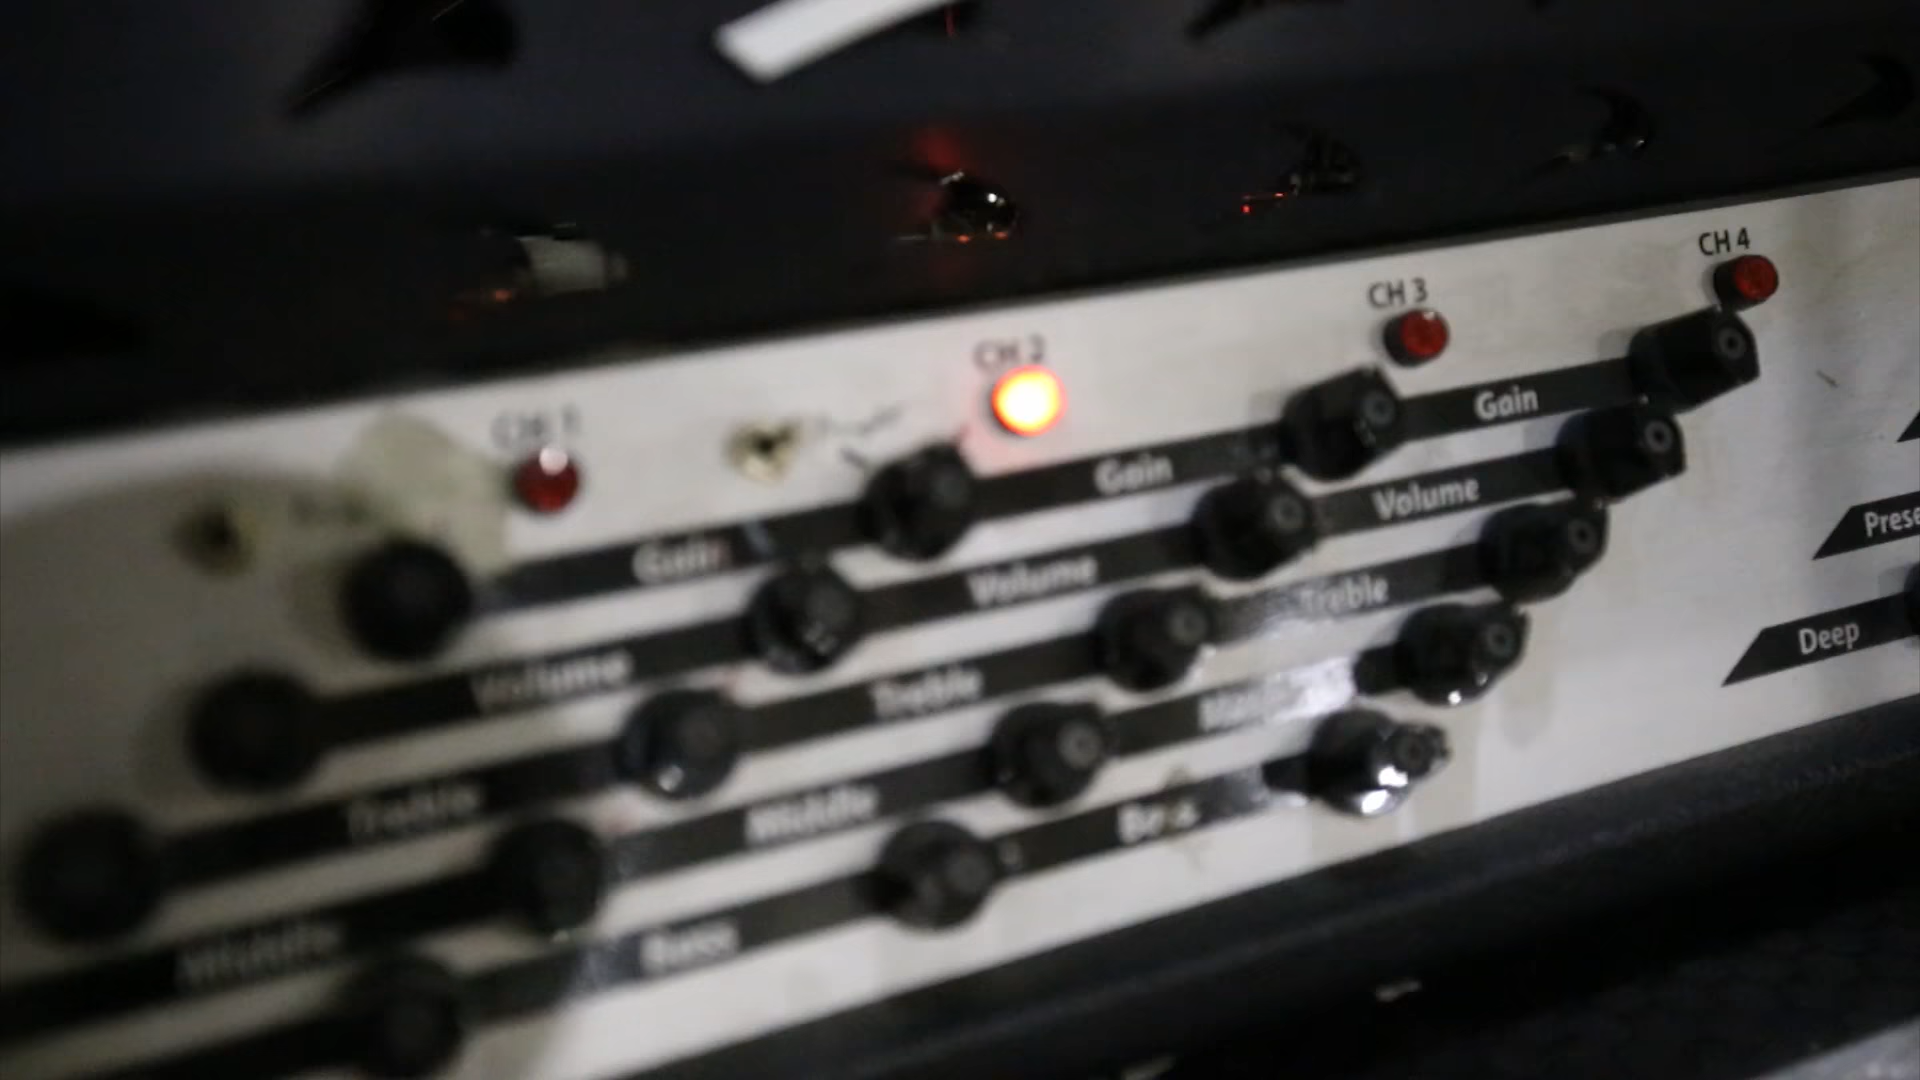 CH 4
CH 3
CH 2
CH 1
Gain
Gain
Gain
Volume
Volume
Volume
Treble
Treble
Treble
Middle
Middle
Bass
Bass
Deep